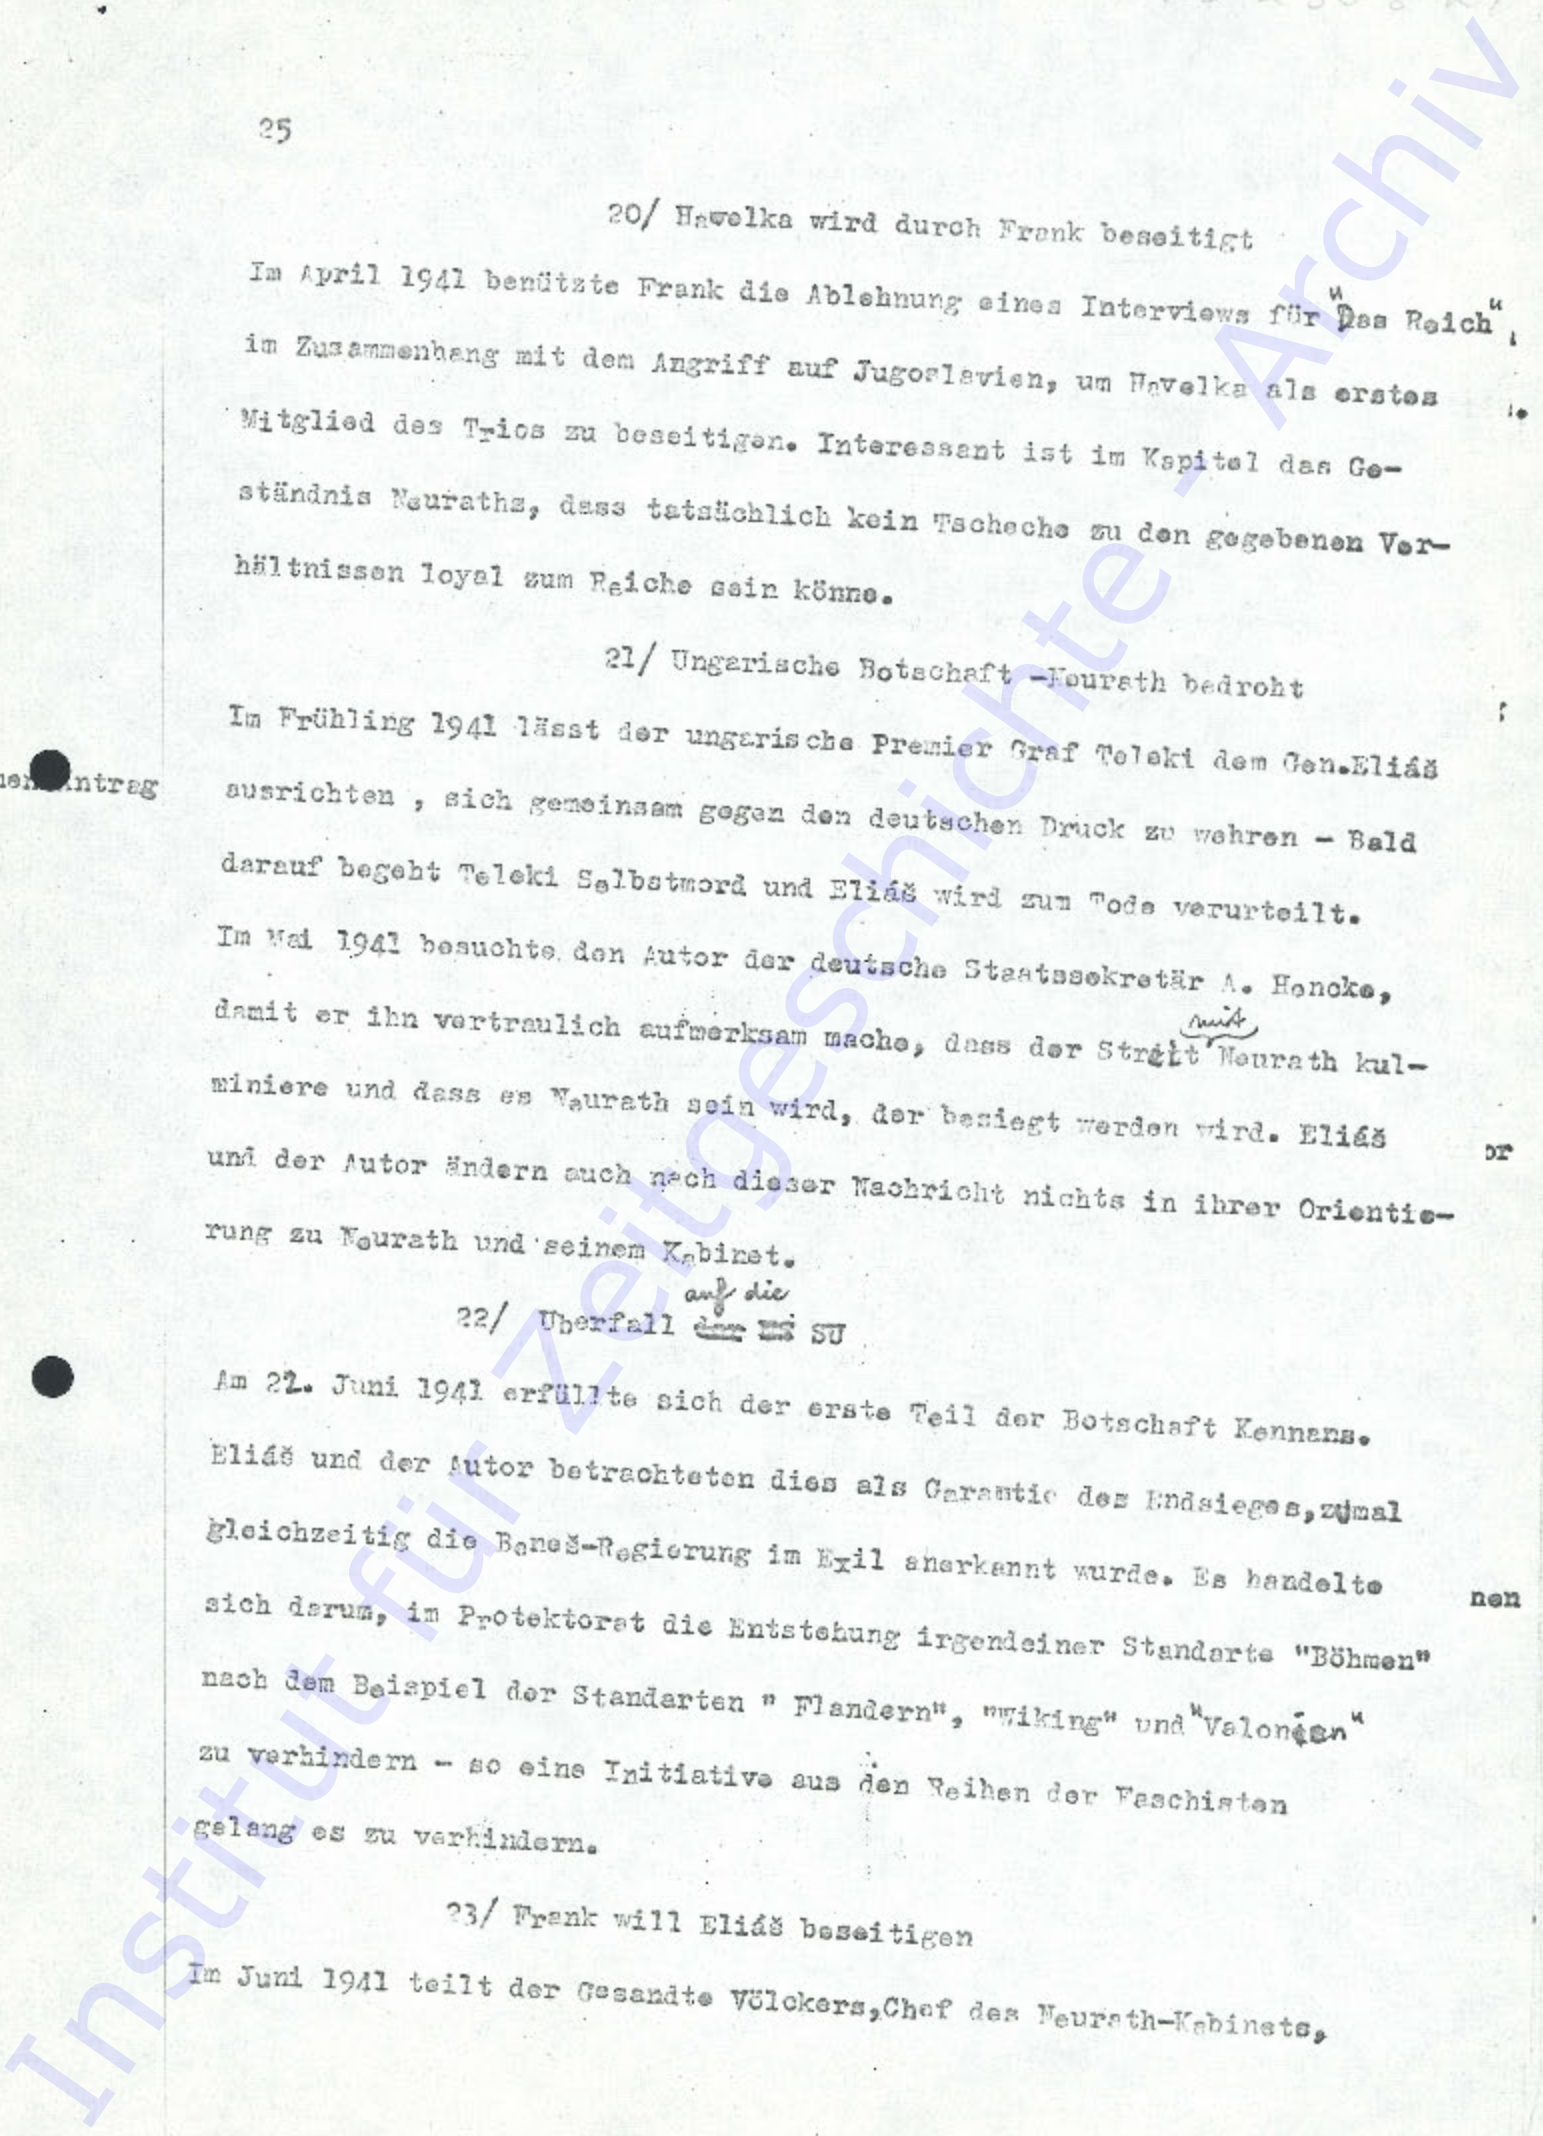 25
20/ Havelka wird durch Frank beseitigt
Im April 1941 benützte Frank die Ablehnung eines Interviews für "Das Reich",
im Zusammenhang mit dem Angriff auf Jugoslavien, um Havelka als erstes
Mitglied des Trios zu beseitigen. Interessant ist im Kapitel das Ge-
ständnis Neuraths, dass tatsächlich kein Tscheche zu den gegebenen Ver-
hältnissen loyal zum Reiche sein könne.
21/ Ungarische Botschaft -Neurath bedroht
Im Frühling 1941 lässt der ungarische Premier Graf Teleki dem Gen.Eliáš
nen Antrag
ausrichten , sich gemeinsam gegen den deutschen Druck zu wehren - Bald
darauf begeht Teleki Selbstmord und Eliáš wird zum Tode verurteilt.
Im Mai 1941 besuchte den Autor der deutsche Staatssekretär A. Hencke,
damit er ihn vertraulich aufmerksam mache, dass der Streit mit Neurath kul-
miniere und dass es Neurath sein wird, der besiegt werden wird. Eliáš
or
und der Autor ändern auch nach dieser Nachricht nichts in ihrer Orientie-
rung zu Neurath und seinem Kabinet.
22/ Uberfall auf die SU
Am 22. Juni 1941 erfüllte sich der erste Teil der Botschaft Kennans.
Eliáš und der Autor betrachteten dies als Garantie des Endsieges,zumal
gleichzeitig die Beneš-Regierung im Exil anerkannt wurde. Es handelte
nen
sich darum, im Protektorat die Entstehung irgendeiner Standarte "Böhmen"
nach dem Beispiel der Standarten " Flandern", "Wiking" und "Valonien"
zu verhindern - so eine Initiative aus den Reihen der Faschisten
gelang es zu verhindern.
23/ Frank will Eliáš beseitigen
Im Juni 1941 teilt der Gesandte Völckers,Chef des Neurath-Kabinets,
Institut für Zeitgeschichte - Archiv